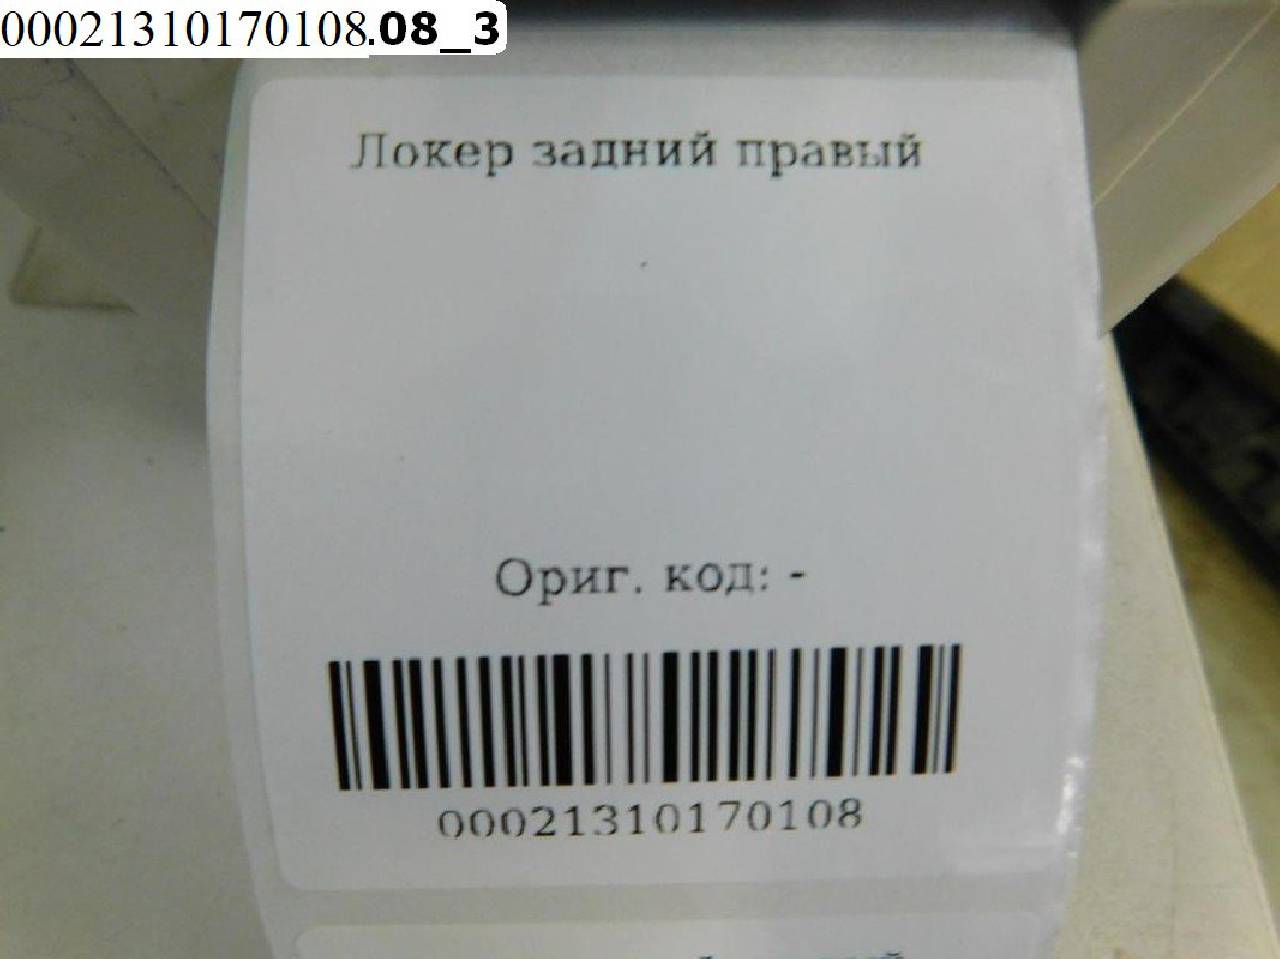 00021310170108.08_3
Локер задний правый
Ориг. код: -
00021310170108